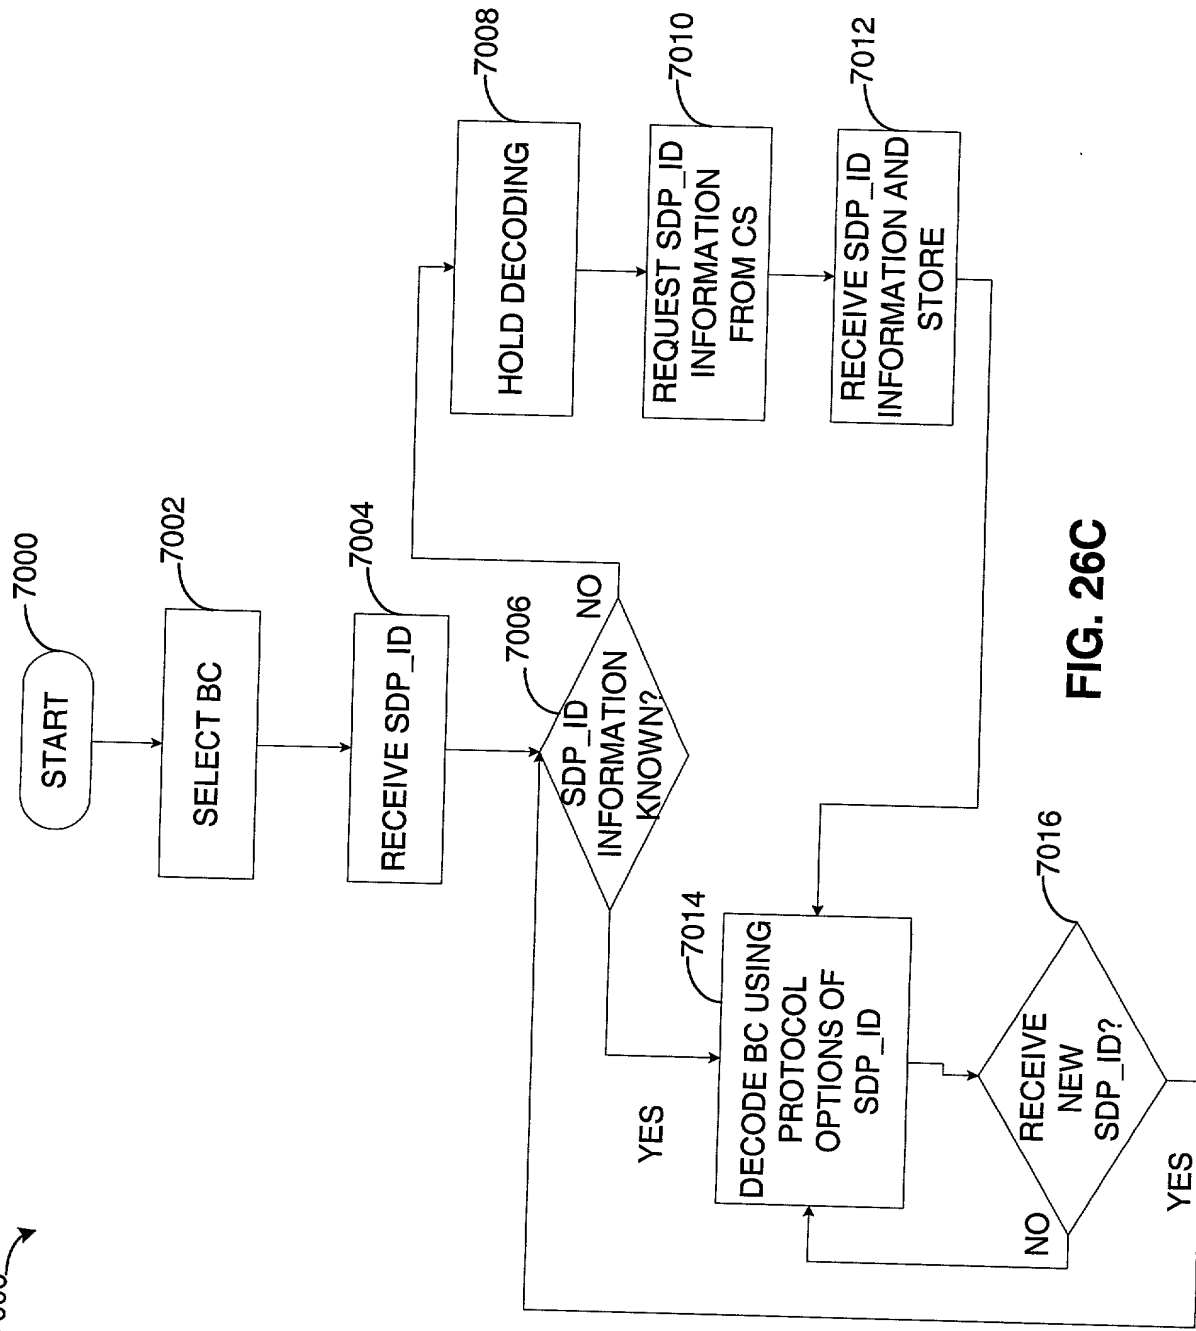 7000
START
7002
SELECT BC
7004
RECEIVE SDP_ID
7006
SDP_ID
INFORMATION
KNOWN?
NO
7008
HOLD DECODING
7010
REQUEST SDP_ID
INFORMATION
FROM CS
7012
RECEIVE SDP_ID
INFORMATION AND
STORE
YES
7014
DECODE BC USING
PROTOCOL
OPTIONS OF
SDP_ID
7016
RECEIVE
NEW
SDP_ID?
NO
YES
FIG. 26C